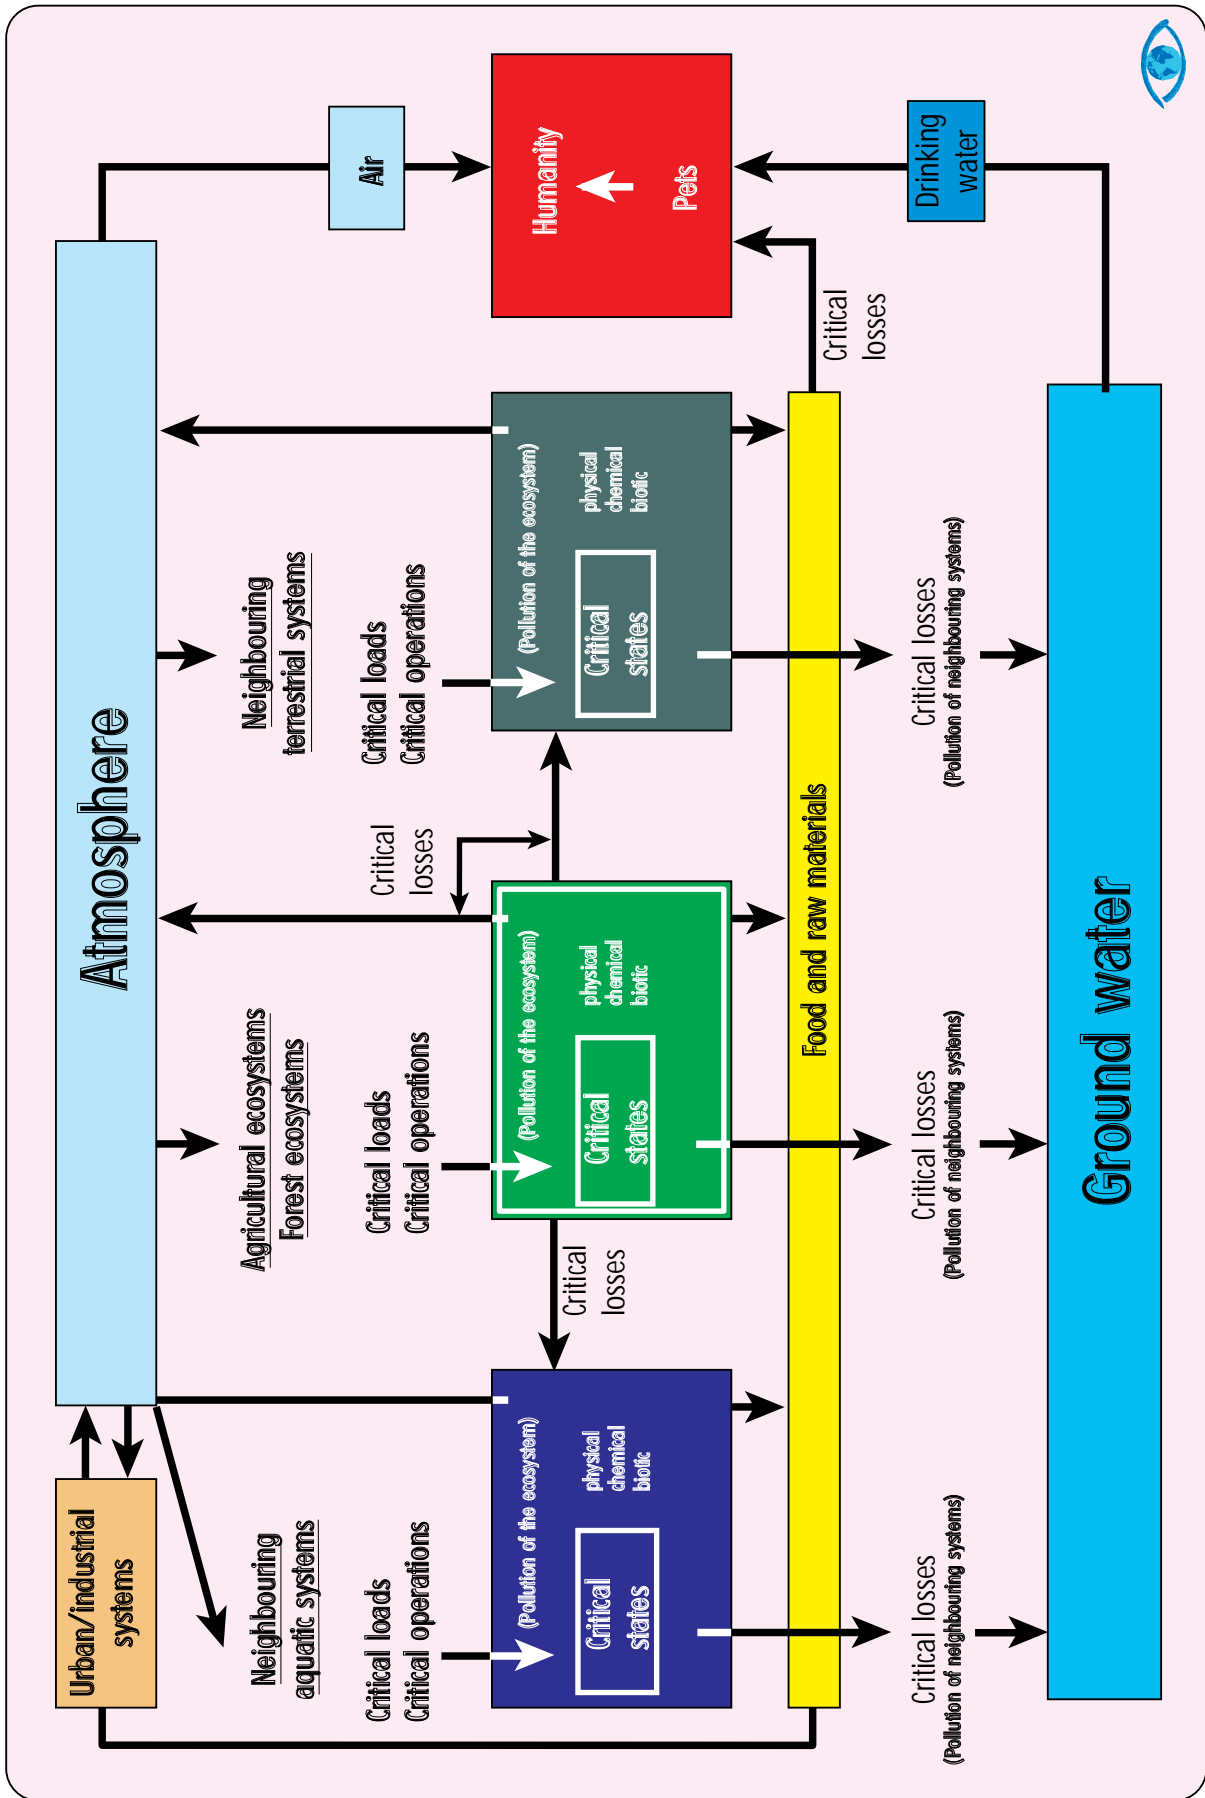 Urban/industrial
systems
Atmosphere
Neighbouring
aquatic systems
Agricultural ecosystems
Forest ecosystems
Neighbouring
terrestrial systems
Air
Critical loads
Critical operations
Critical loads
Critical operations
Critical losses
Critical loads
Critical operations
(Pollution of the ecosystem)
physical
chemical
biotic
Critical
states
Critical
losses
(Pollution of the ecosystem)
physical
chemical
biotic
Critical
states
(Pollution of the ecosystem)
physical
chemical
biotic
Critical
states
Humanity
Pets
Food and raw materials
Critical
losses
Critical losses
(Pollution of neighbouring systems)
Critical losses
(Pollution of neighbouring systems)
Critical losses
(Pollution of neighbouring systems)
Drinking
water
Ground water